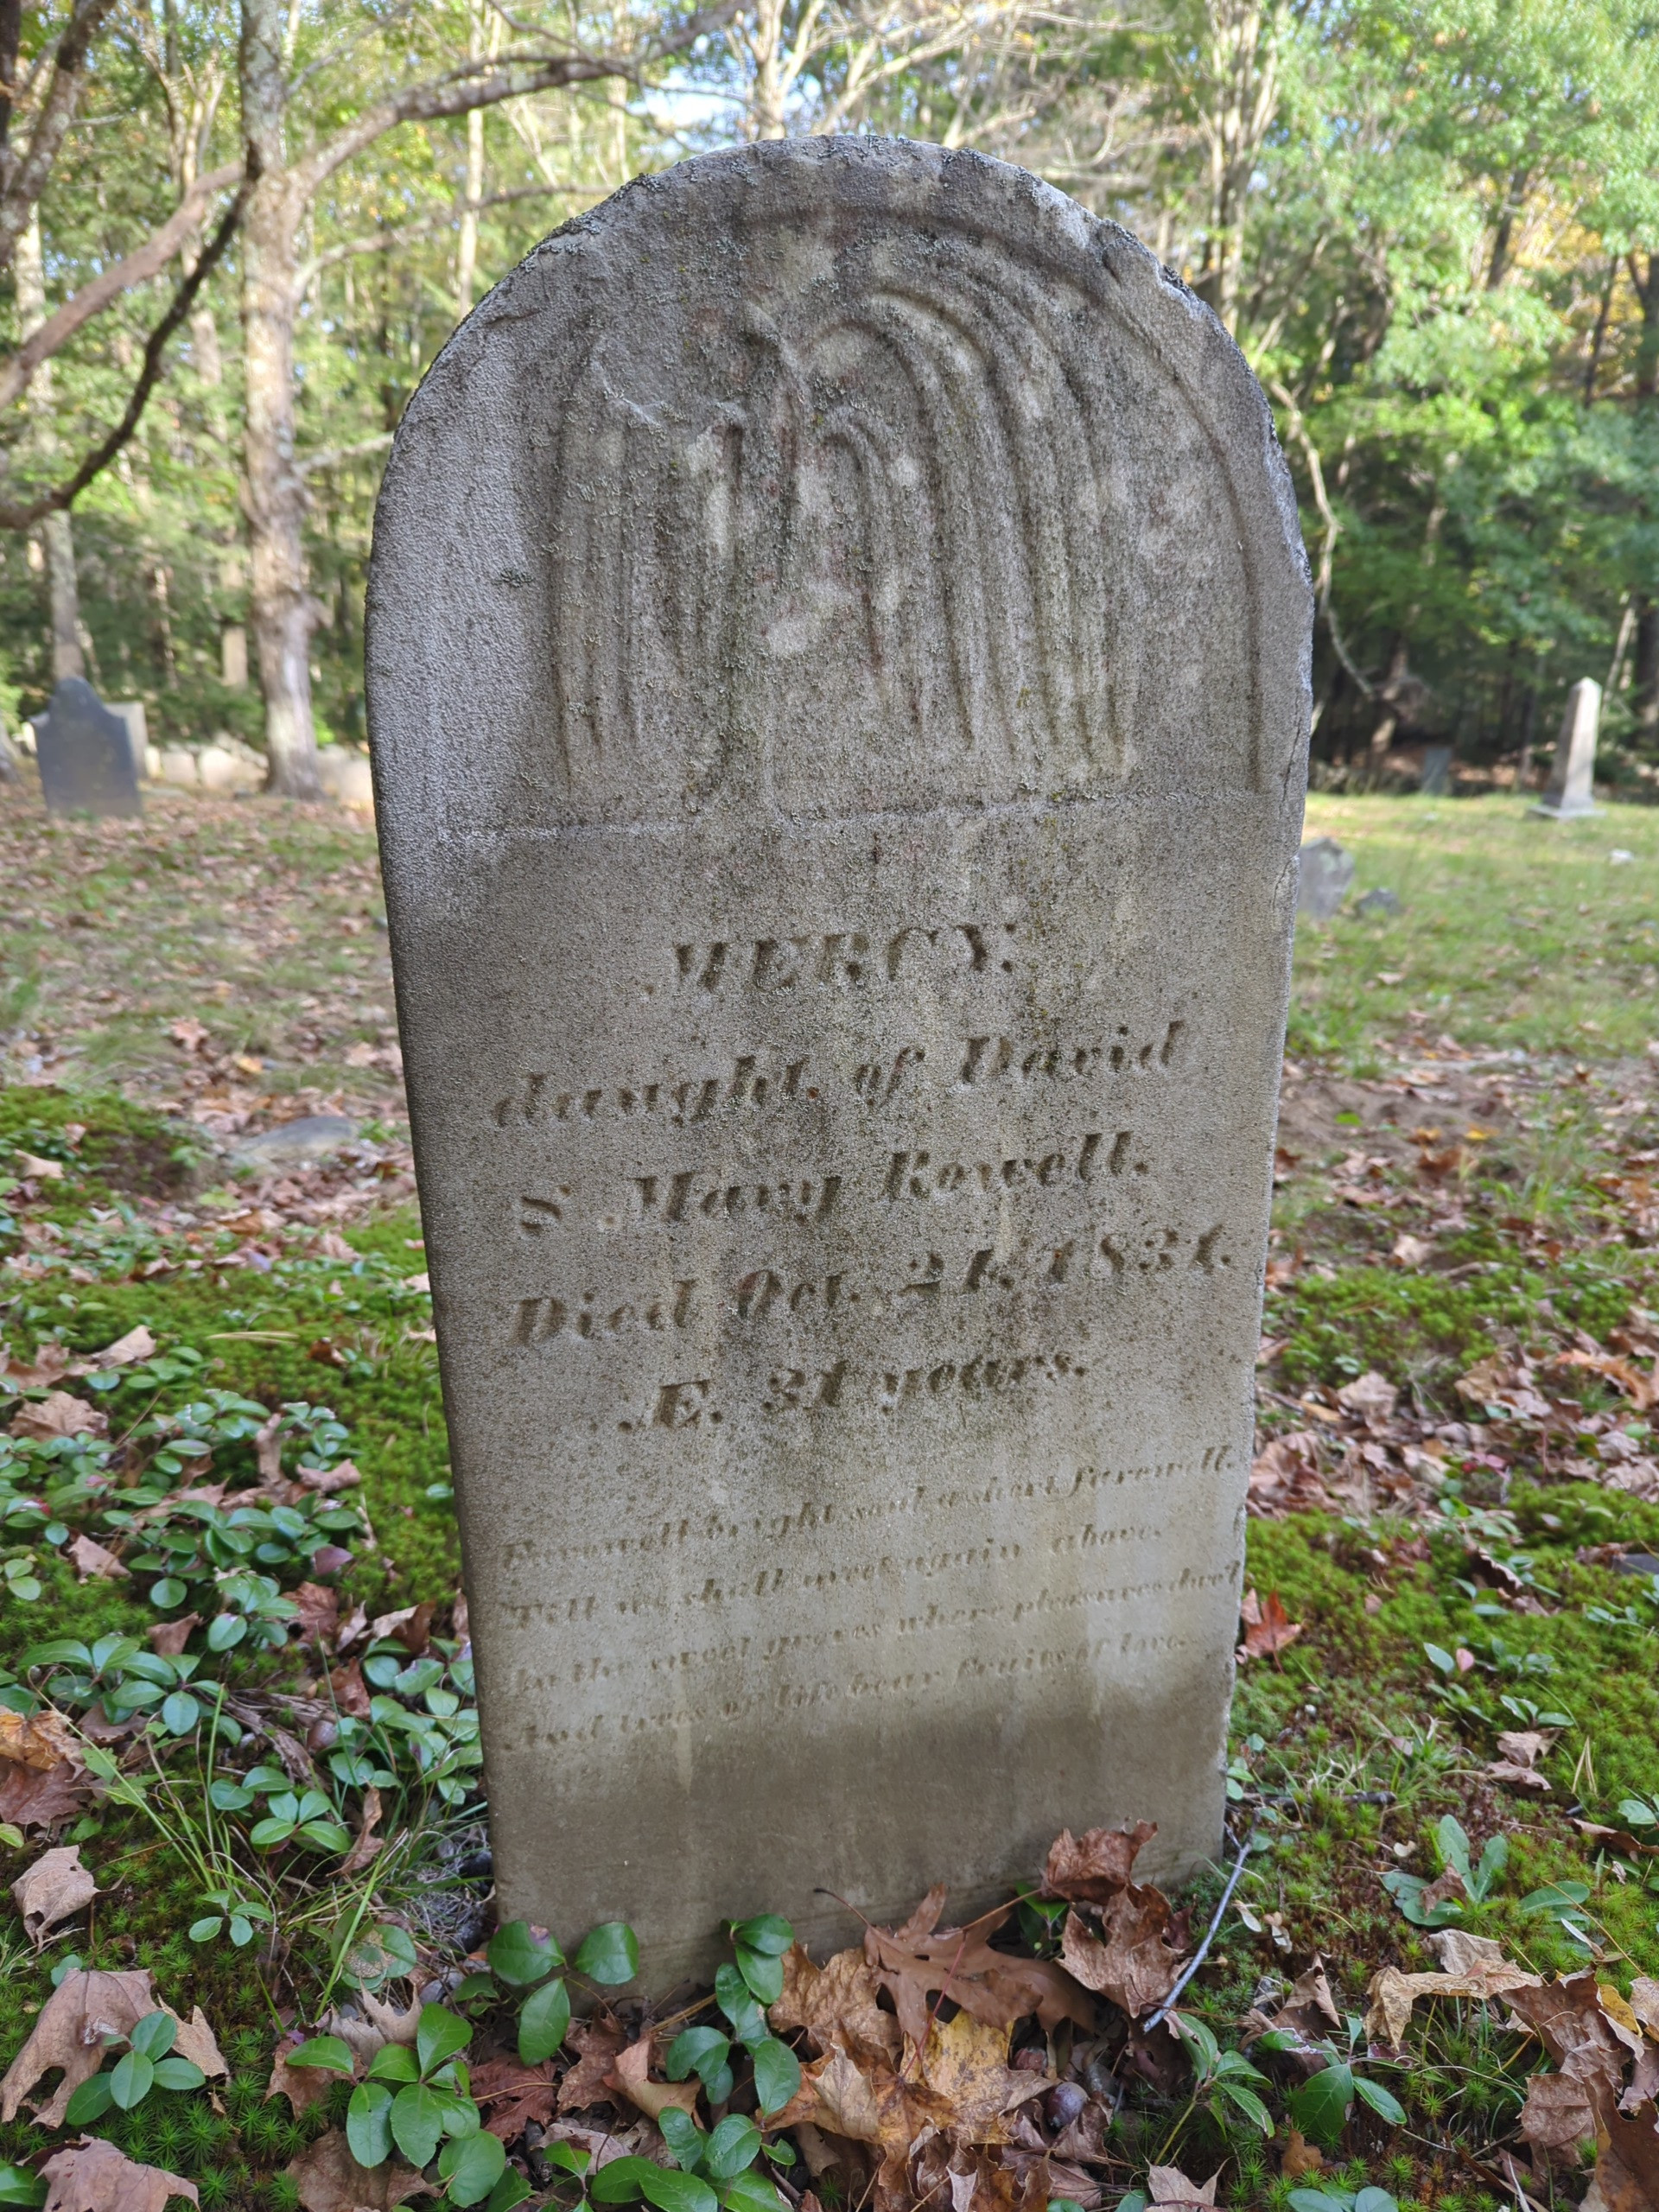 MERCY.
daught. of David
& Mary Rowell.
Died Oct. 21, 1831.
Æ. 31 years.
Farewell bright soul a short farewell.
Till we shall meet again above.
In the sweet groves where pleasures dwell
And trees of life bear fruits of love.